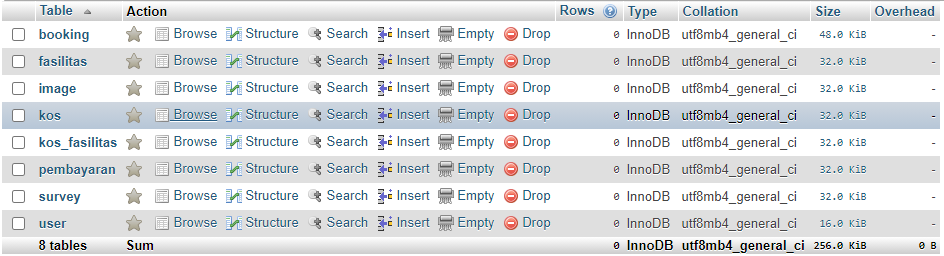 Table Action Rows Type Collation Size Overhead
booking Browse Structure Search Insert Empty Drop 0 InnoDB utf8mb4_general_ci 48.0 KiB -
fasilitas Browse Structure Search Insert Empty Drop 0 InnoDB utf8mb4_general_ci 32.0 KiB -
image Browse Structure Search Insert Empty Drop 0 InnoDB utf8mb4_general_ci 32.0 KiB -
kos Browse Structure Search Insert Empty Drop 0 InnoDB utf8mb4_general_ci 32.0 KiB -
kos_fasilitas Browse Structure Search Insert Empty Drop 0 InnoDB utf8mb4_general_ci 32.0 KiB -
pembayaran Browse Structure Search Insert Empty Drop 0 InnoDB utf8mb4_general_ci 32.0 KiB -
survey Browse Structure Search Insert Empty Drop 0 InnoDB utf8mb4_general_ci 32.0 KiB -
user Browse Structure Search Insert Empty Drop 0 InnoDB utf8mb4_general_ci 16.0 KiB -
8 tables Sum 0 InnoDB utf8mb4_general_ci 256.0 KiB 0 B